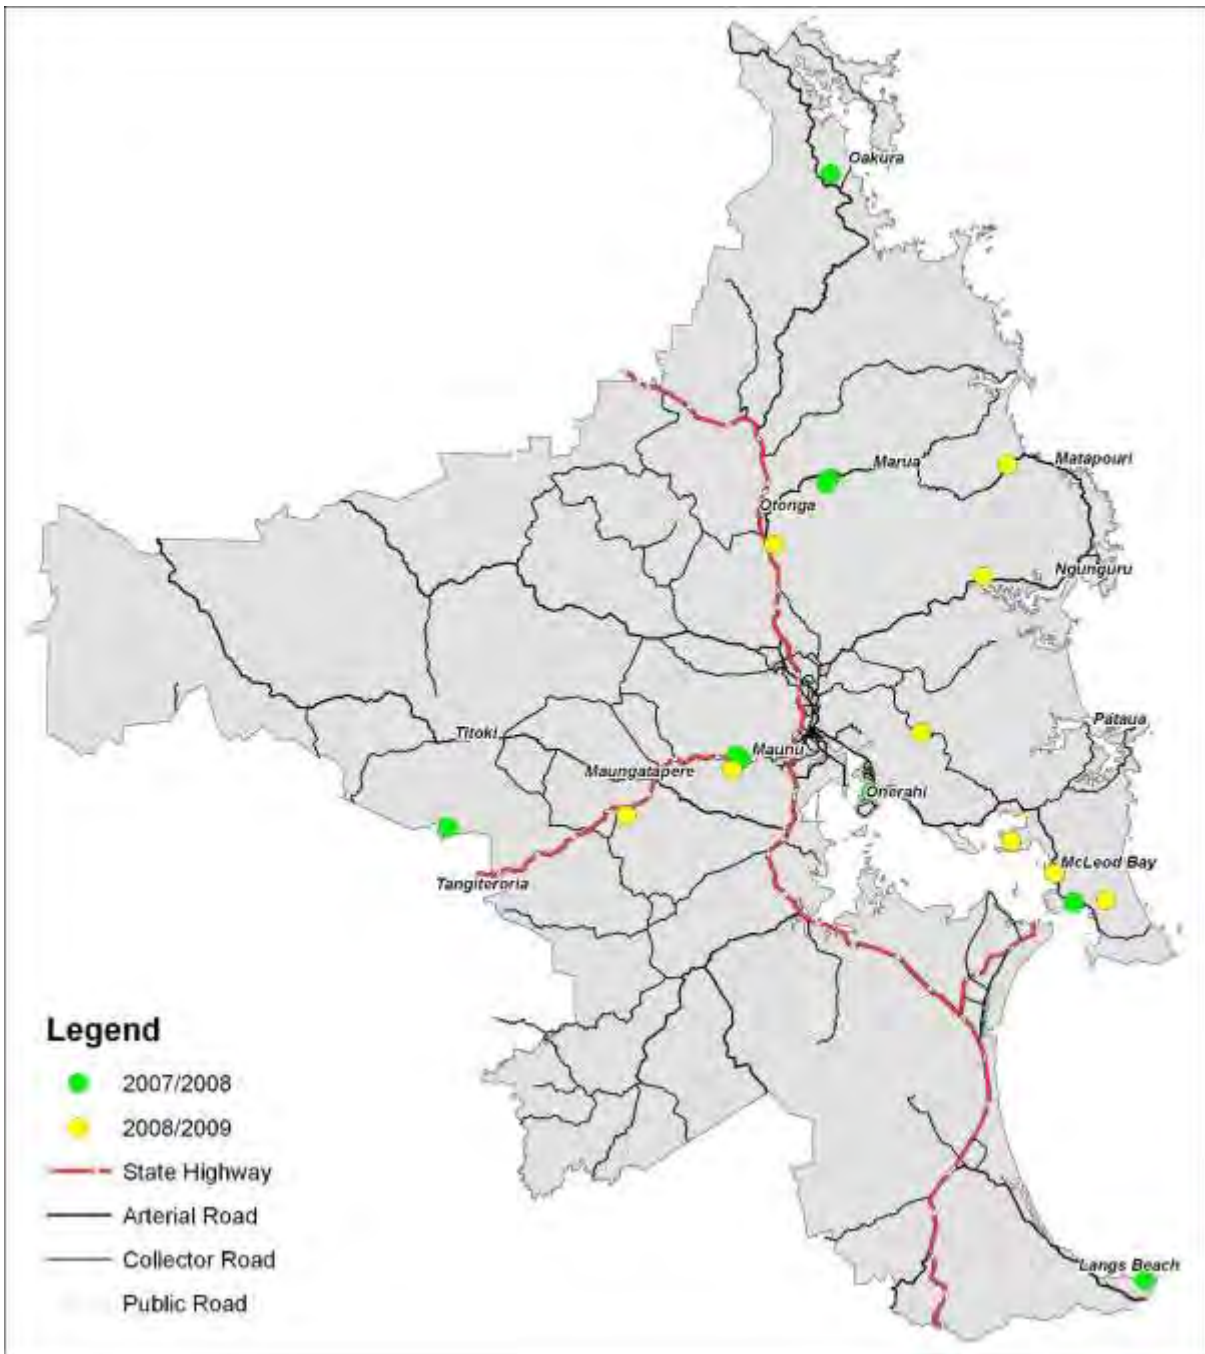 Oakura
Marua
Matapouri
Otonga
Ngunguru
Pataua
Titoki
Maunu
Maungatapere
Onerahi
McLeod Bay
Tangiteroria
Legend
2007/2008
2008/2009
State Highway
Arterial Road
Collector Road
Langs Beach
Public Road